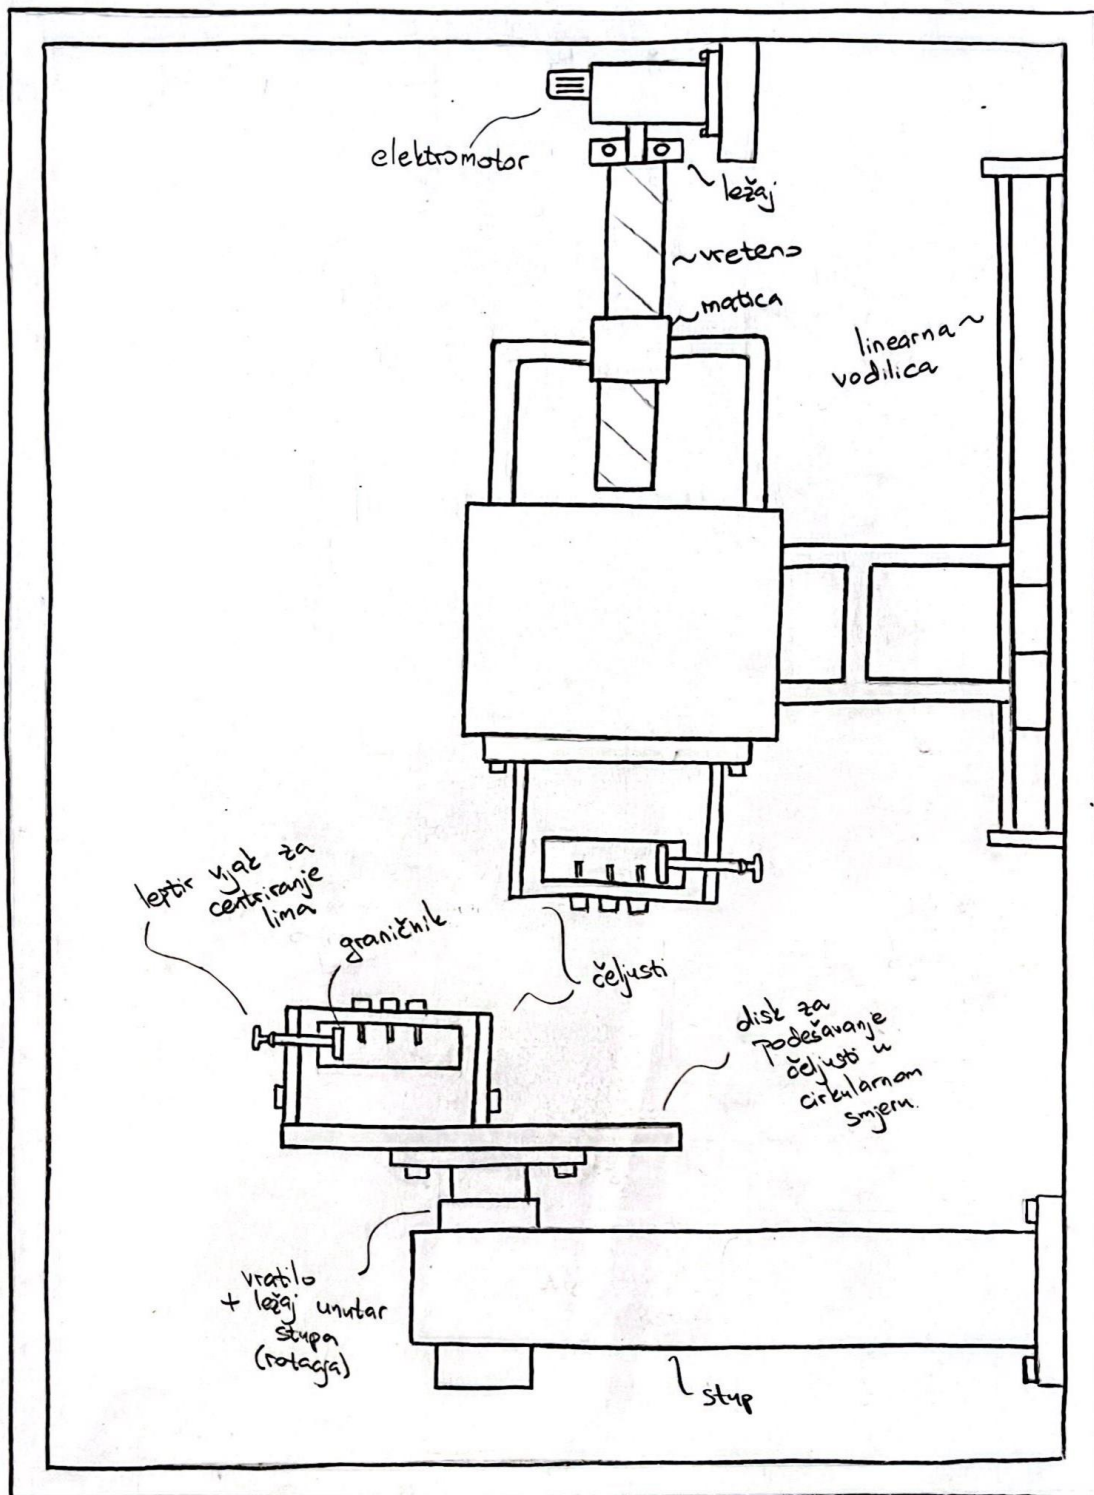 elektromotor
ležaj
vreteno
matica
linearna
vodilica
leptir vijak za
centriranje
lima
graničnik
čeljusti
disk za
podešavanje
čeljusti u
cirkularnom
smjeru.
vratilo
+ ležaj unutar
stupa
(rotacija)
stup